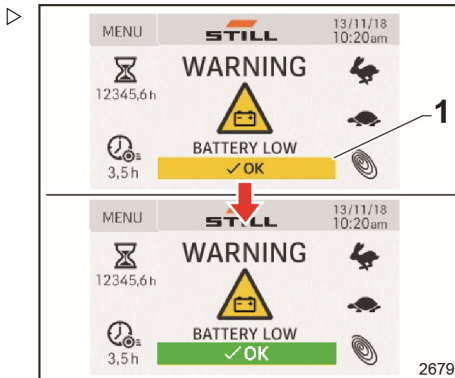 MENU STILL 13/11/18
10:20am
WARNING
12345,6h
BATTERY LOW
3,5h ✓OK
1
MENU STILL 13/11/18
10:20am
WARNING
12345,6h
BATTERY LOW
3,5h ✓OK
2679